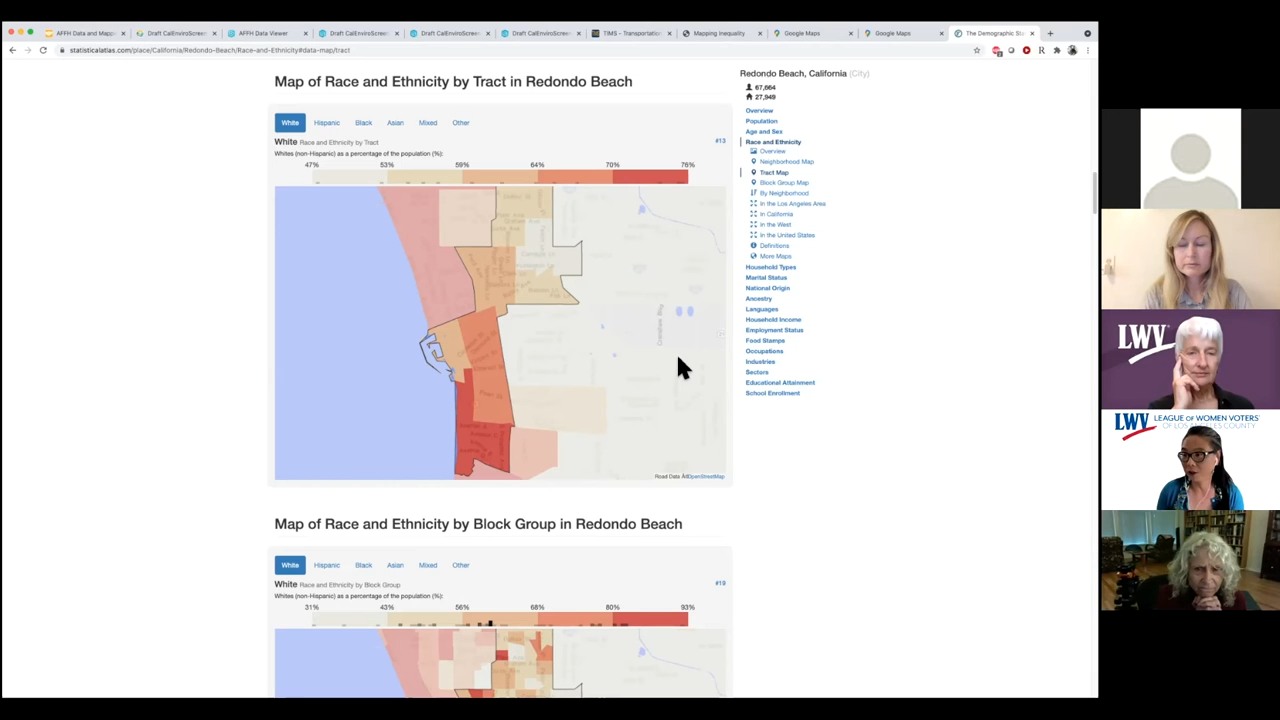 AFFH Data and Mapp
Draft CalEnviroScreen
AFFH Data Viewer
Draft CalEnviroScreen
Draft CalEnviroScreen
Draft CalEnviroScreen
TIMS - Transportation
Mapping Inequality
Google Maps
Google Maps
The Demographic St
statisticalatlas.com/place/California/Redondo-Beach/Race-and-Ethnicity#data-map/tract
Map of Race and Ethnicity by Tract in Redondo Beach
White Hispanic Black Asian Mixed Other
White Race and Ethnicity by Tract
#13
Whites (non-Hispanic) as a percentage of the population (%):
47% 53% 59% 64% 70% 76%
Crenshaw Blvd
OpenStreetMap
Map of Race and Ethnicity by Block Group in Redondo Beach
White Hispanic Black Asian Mixed Other
White Race and Ethnicity by Block Group
#19
Whites (non-Hispanic) as a percentage of the population (%):
31% 43% 56% 68% 80% 93%
Redondo Beach, California (City)
67,664
27,949
Overview
Population
Age and Sex
Race and Ethnicity
Overview
Neighborhood Map
Tract Map
Block Group Map
By Neighborhood
In the Los Angeles Area
In California
In the West
In the United States
Definitions
More Maps
Household Types
Marital Status
National Origin
Ancestry
Languages
Household Income
Employment Status
Food Stamps
Occupations
Industries
Sectors
Educational Attainment
School Enrollment
LWV
LWV LEAGUE OF WOMEN VOTERS
OF LOS ANGELES COUNTY